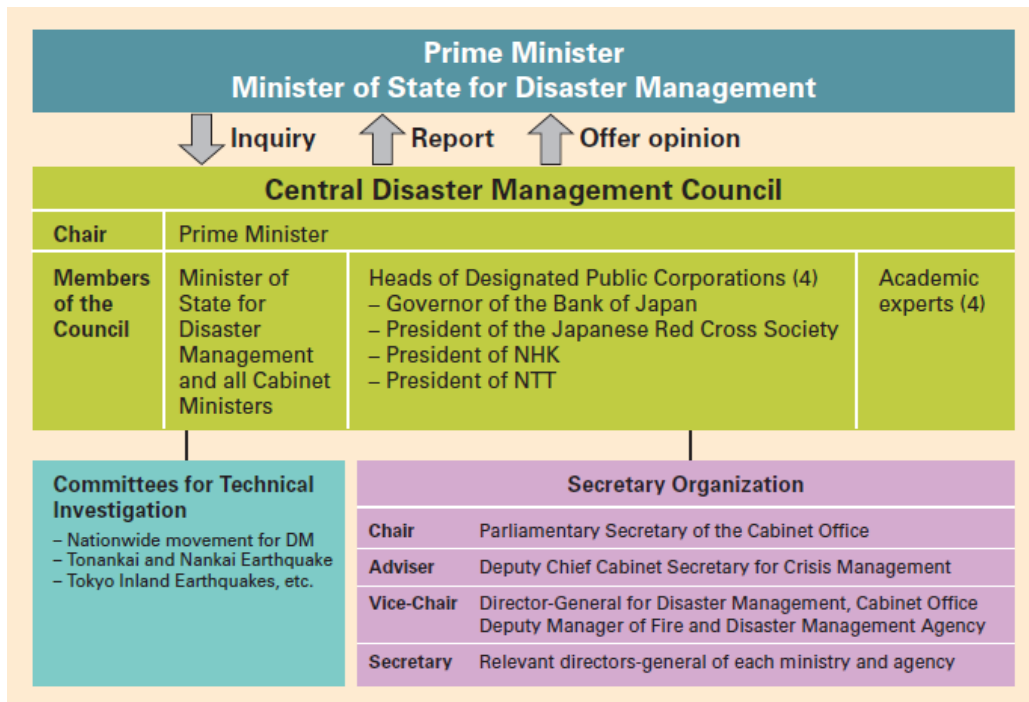 Prime Minister
Minister of State for Disaster Management
Inquiry
Report
Offer opinion
Central Disaster Management Council
Chair
Prime Minister
Members
of the
Council
Minister of
State for
Disaster
Management
and all Cabinet
Ministers
Heads of Designated Public Corporations (4)
– Governor of the Bank of Japan
– President of the Japanese Red Cross Society
– President of NHK
– President of NTT
Academic
experts (4)
Committees for Technical
Investigation
– Nationwide movement for DM
– Tonankai and Nankai Earthquake
– Tokyo Inland Earthquakes, etc.
Secretary Organization
Chair
Parliamentary Secretary of the Cabinet Office
Adviser
Deputy Chief Cabinet Secretary for Crisis Management
Vice-Chair
Director-General for Disaster Management, Cabinet Office
Deputy Manager of Fire and Disaster Management Agency
Secretary
Relevant directors-general of each ministry and agency